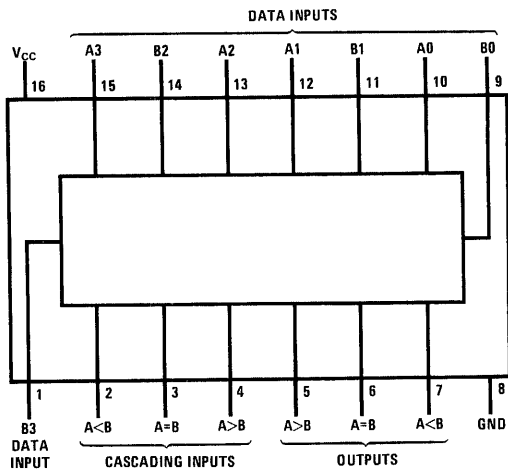 DATA INPUTS
VCC A3 B2 A2 A1 B1 A0 B0
16 15 14 13 12 11 10 9
1 2 3 4 5 6 7 8
B3 A<B A=B A>B A>B A=B A<B GND
DATA
INPUT CASCADING INPUTS OUTPUTS